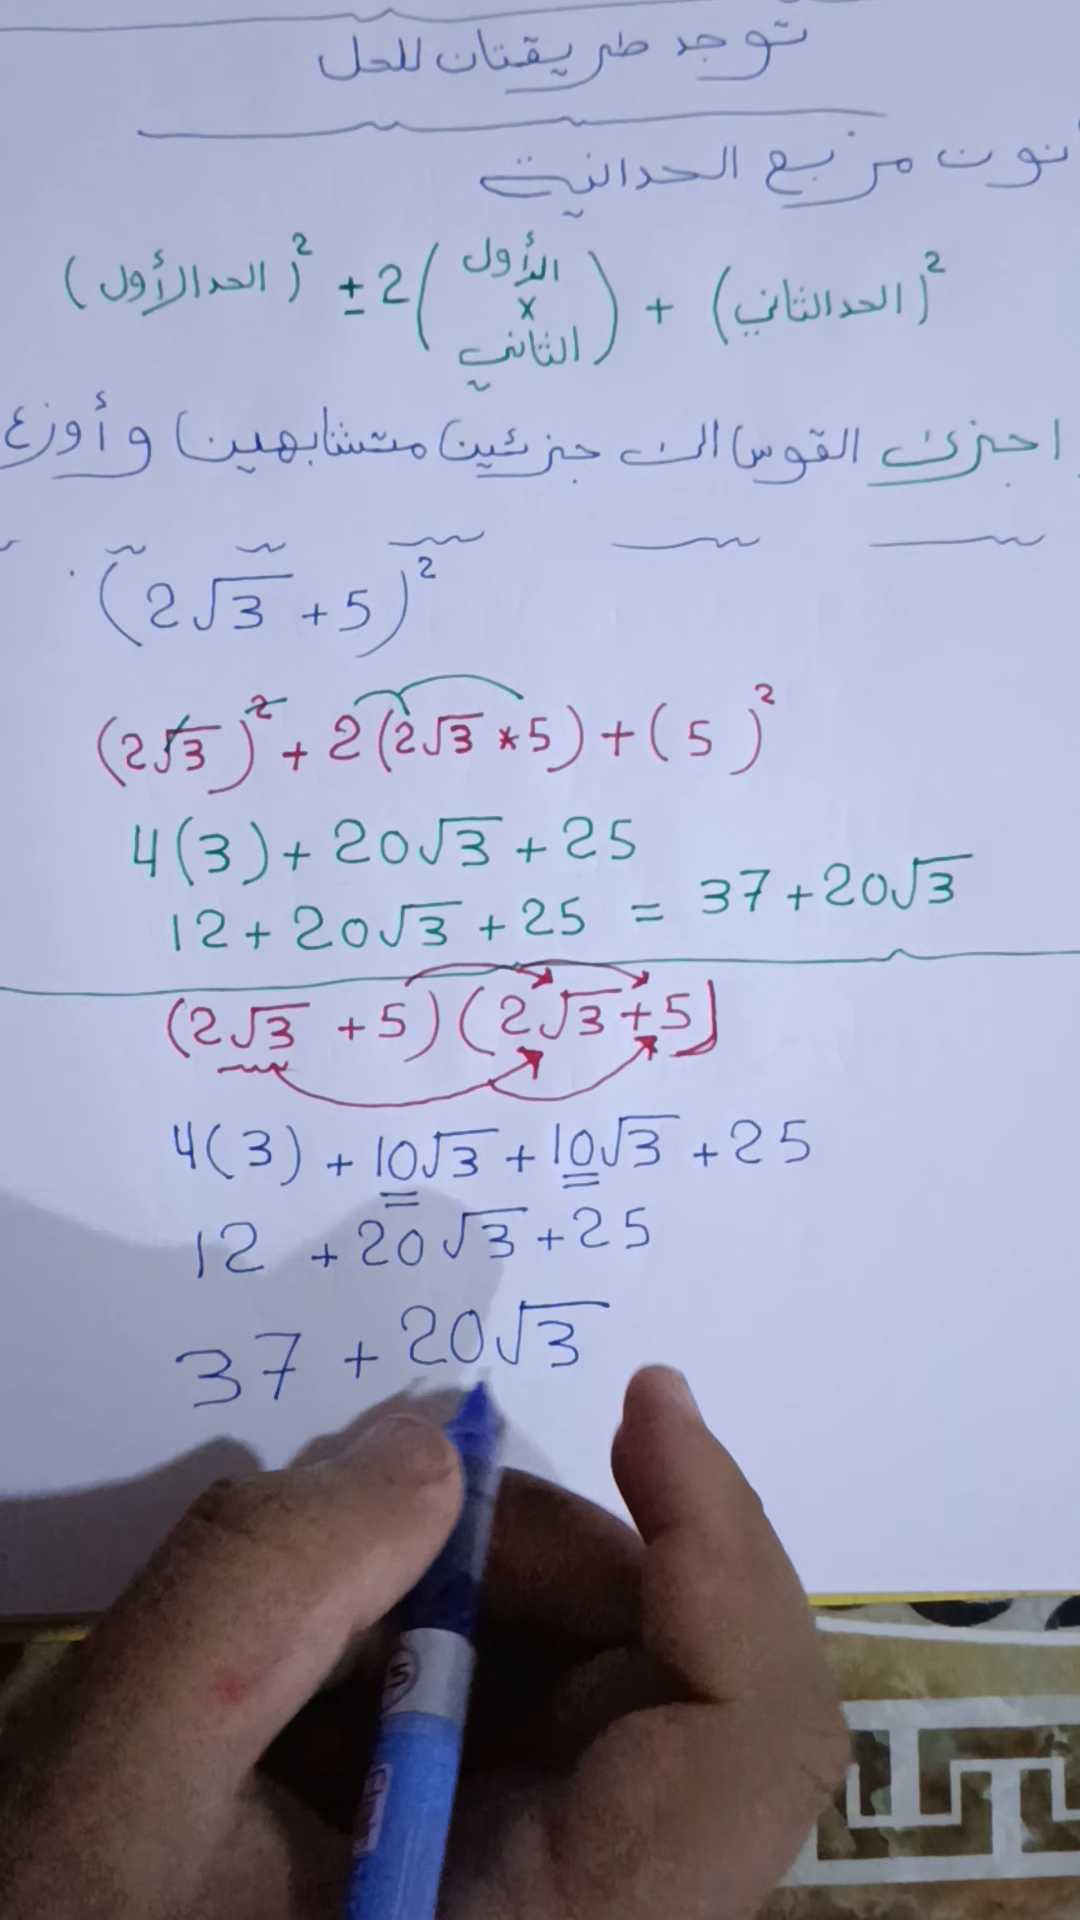 توجد طريقتان للحل
مربع الحدانية
(الحد الأول)² ± 2(الأول × الثاني) + (الحد الثاني)²
اجزئ القوس الى جزئين متشابهين وأوزع
(2√3 + 5)²
(2√3)² + 2(2√3 * 5) + (5)²
4(3) + 20√3 + 25
12 + 20√3 + 25 = 37 + 20√3
(2√3 + 5)(2√3 + 5)
4(3) + 10√3 + 10√3 + 25
12 + 20√3 + 25
37 + 20√3